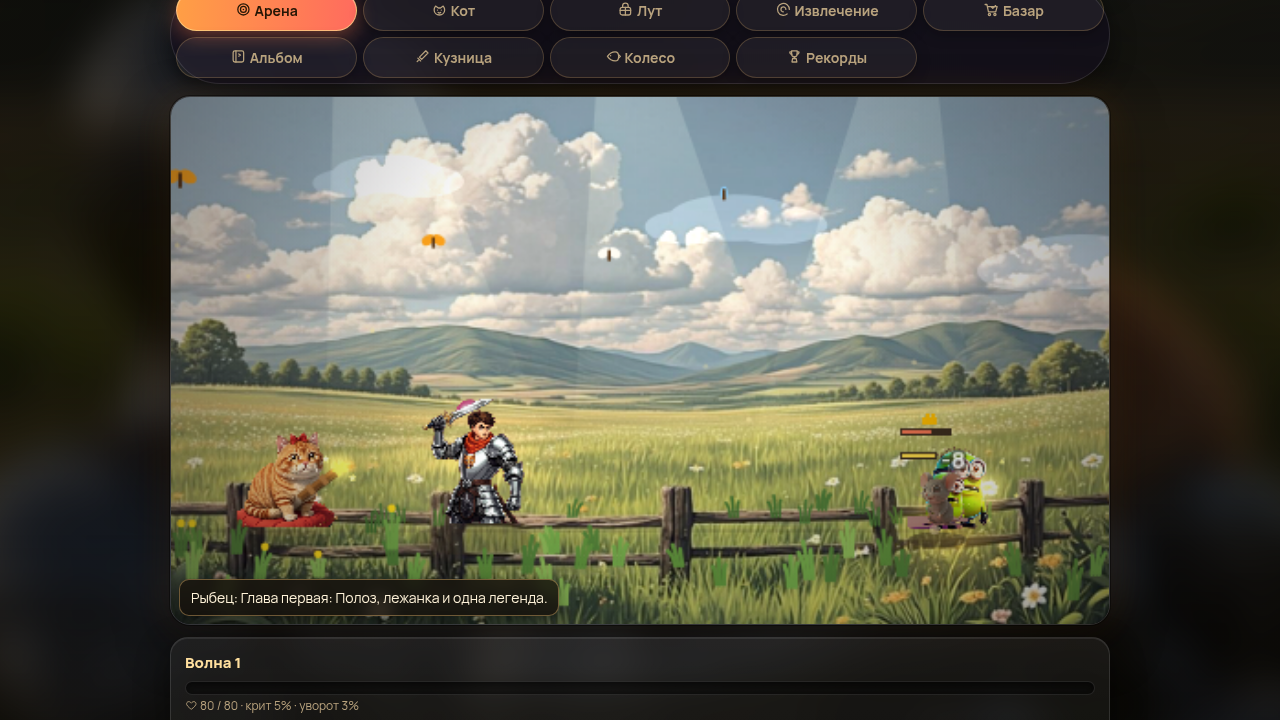 Арена
Кот
Лут
Извлечение
Базар
Альбом
Кузница
Колесо
Рекорды
-8
Рыбец: Глава первая: Полоз, лежанка и одна легенда.
Волна 1
80 / 80 · крит 5% · уворот 3%